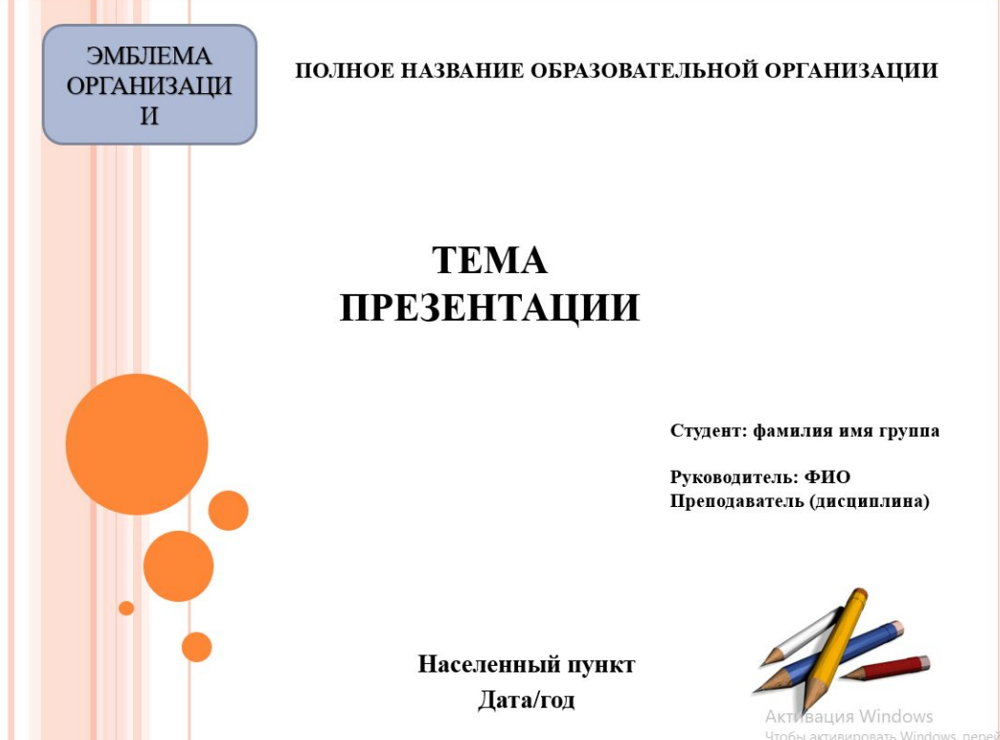 ЭМБЛЕМА
ОРГАНИЗАЦИ
И
ПОЛНОЕ НАЗВАНИЕ ОБРАЗОВАТЕЛЬНОЙ ОРГАНИЗАЦИИ
ТЕМА
ПРЕЗЕНТАЦИИ
Студент: фамилия имя группа
Руководитель: ФИО
Преподаватель (дисциплина)
Населенный пункт
Дата/год
Активация Windows
Чтобы активировать Windows, перей